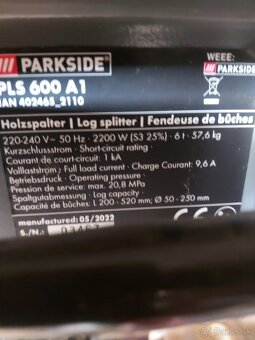 PARKSIDE®
WEEE:
PARKSIDE
PLS 600 A1
IAN 402465_2110
Holzspalter | Log splitter | Fendeuse de bûches
220-240 V~ 50 Hz · 2200 W (S3 25%) · 6 t · 57,6 kg
Kurzschlussstrom · Short-circuit rating ·
Courant de court-circuit: 1 kA
Volllaststrom / Full load current / Charge Courant: 9,6 A
Betriebsdruck · Operating pressure ·
Pression de service: max. 20,8 MPa
Spaltgutabmessung · Log capacity ·
Capacité de bûches: L 200 - 520 mm; Ø 50 - 250 mm
manufactured: 05/2022
S./N.: